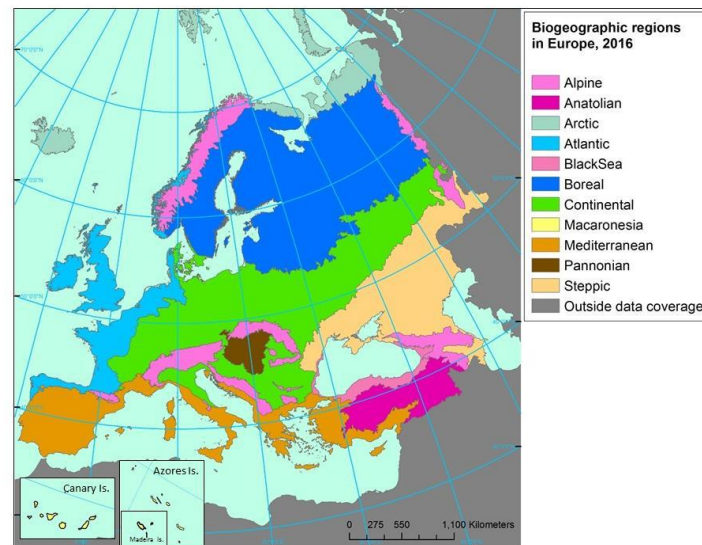 Biogeographic regions
in Europe, 2016
Alpine
Anatolian
Arctic
Atlantic
BlackSea
Boreal
Continental
Macaronesia
Mediterranean
Pannonian
Steppic
Outside data coverage
Azores Is.
Canary Is.
Madeira Is.
0 275 550 1,100 Kilometers